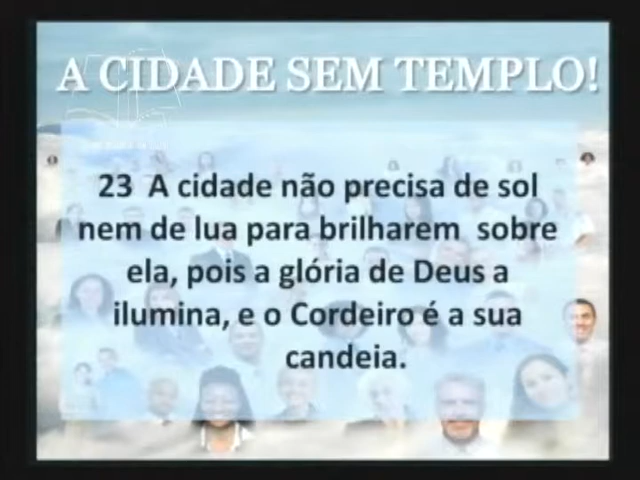 A CIDADE SEM TEMPLO!
23 A cidade não precisa de sol
nem de lua para brilharem sobre
ela, pois a glória de Deus a
ilumina, e o Cordeiro é a sua
candeia.